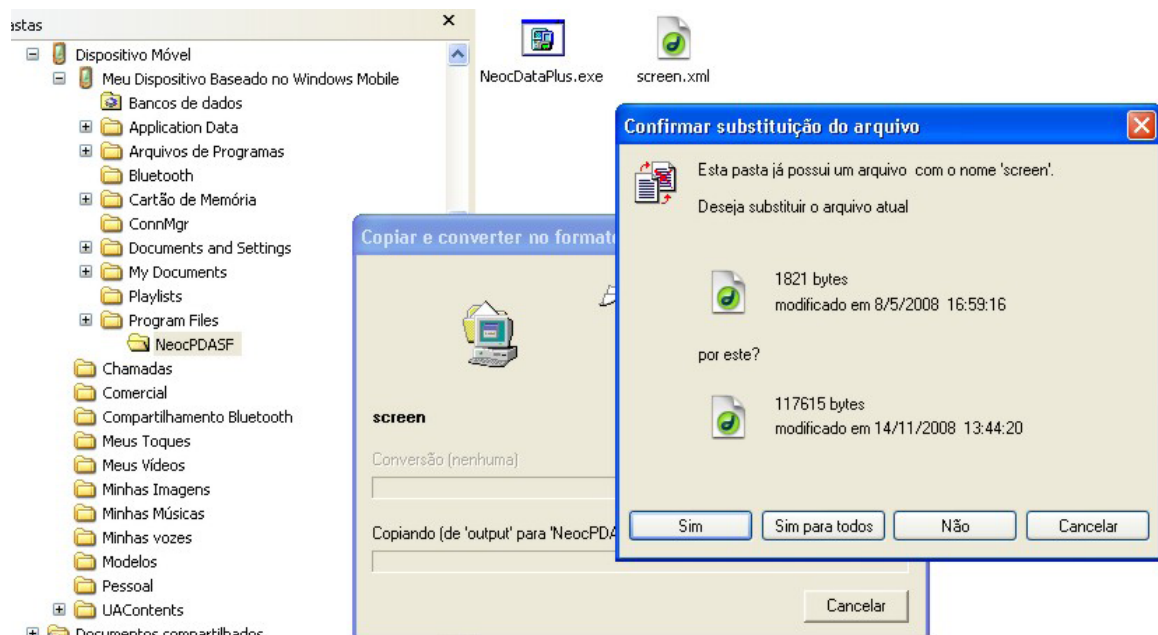 astas
Dispositivo Móvel
Meu Dispositivo Baseado no Windows Mobile
Bancos de dados
Application Data
Arquivos de Programas
Bluetooth
Cartão de Memória
ConnMgr
Documents and Settings
My Documents
Playlists
Program Files
NeocPDASF
Chamadas
Comercial
Compartilhamento Bluetooth
Meus Toques
Meus Vídeos
Minhas Imagens
Minhas Músicas
Minhas vozes
Modelos
Pessoal
UAContents
Documentos compartilhados
NeocDataPlus.exe
screen.xml
Copiar e converter no formato
screen
Conversão (nenhuma)
Copiando (de 'output' para 'NeocPDA
Cancelar
Confirmar substituição do arquivo
Esta pasta já possui um arquivo com o nome 'screen'.
Deseja substituir o arquivo atual
1821 bytes
modificado em 8/5/2008 16:59:16
por este?
117615 bytes
modificado em 14/11/2008 13:44:20
Sim
Sim para todos
Não
Cancelar